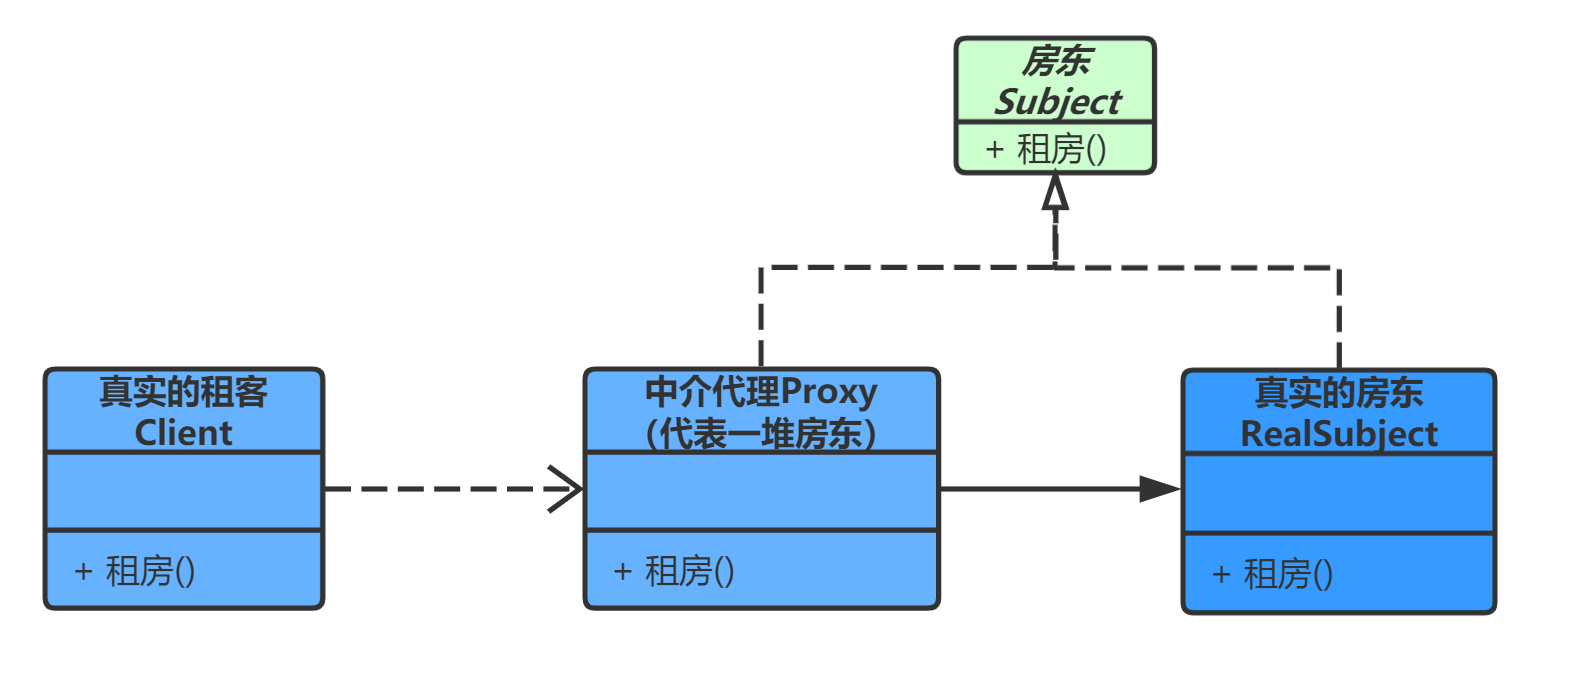 房东
Subject
+ 租房()
真实的租客
Client
+ 租房()
中介代理Proxy
(代表一堆房东)
+ 租房()
真实的房东
RealSubject
+ 租房()